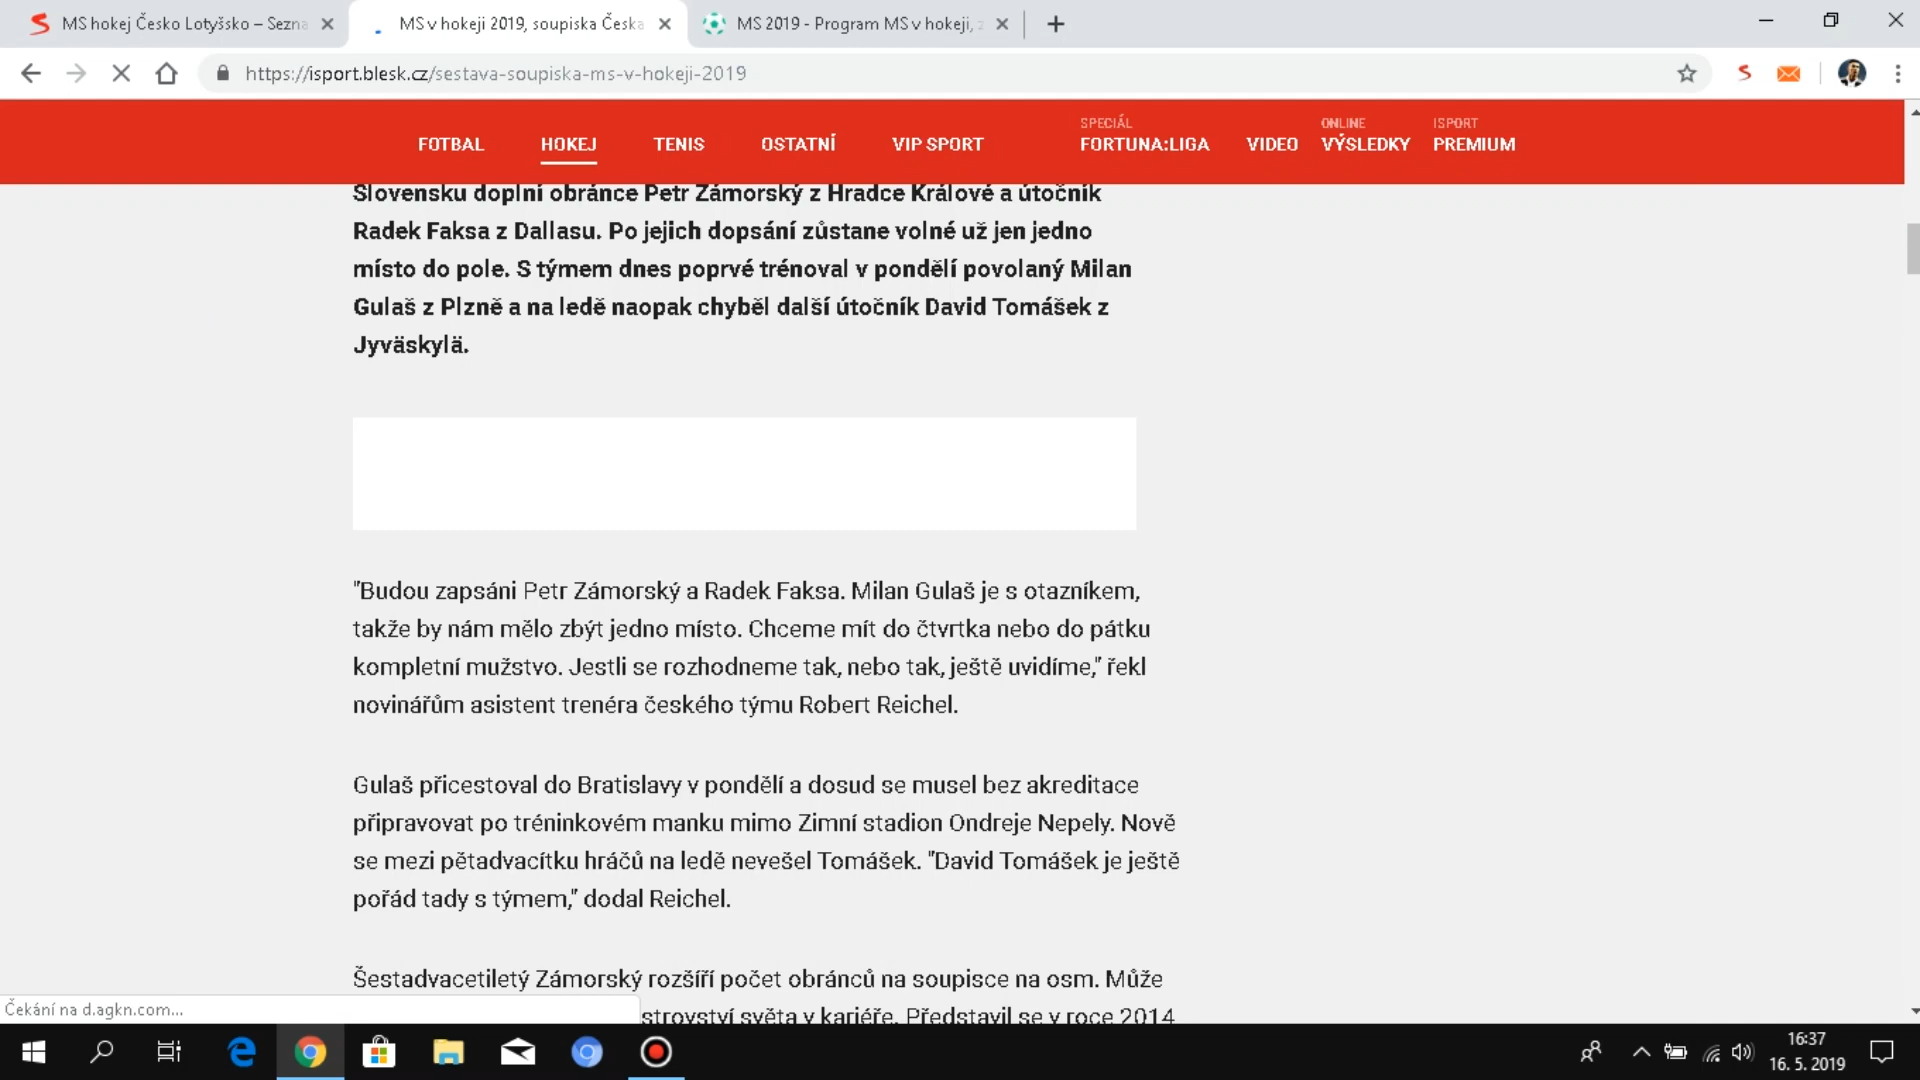 MS hokej Česko Lotyšsko – Sezna
MS v hokeji 2019, soupiska Česka
MS 2019 - Program MS v hokeji, z
https://isport.blesk.cz/sestava-soupiska-ms-v-hokeji-2019
FOTBAL
HOKEJ
TENIS
OSTATNÍ
VIP SPORT
SPECIÁL
FORTUNA:LIGA
VIDEO
ONLINE
VÝSLEDKY
ISPORT
PREMIUM
Slovensku doplní obránce Petr Zámorský z Hradce Králové a útočník
Radek Faksa z Dallasu. Po jejich dopsání zůstane volné už jen jedno
místo do pole. S týmem dnes poprvé trénoval v pondělí povolaný Milan
Gulaš z Plzně a na ledě naopak chyběl další útočník David Tomášek z
Jyväskylä.
"Budou zapsáni Petr Zámorský a Radek Faksa. Milan Gulaš je s otazníkem,
takže by nám mělo zbýt jedno místo. Chceme mít do čtvrtka nebo do pátku
kompletní mužstvo. Jestli se rozhodneme tak, nebo tak, ještě uvidíme," řekl
novinářům asistent trenéra českého týmu Robert Reichel.
Gulaš přicestoval do Bratislavy v pondělí a dosud se musel bez akreditace
připravovat po tréninkovém manku mimo Zimní stadion Ondreje Nepely. Nově
se mezi pětadvacítku hráčů na ledě nevešel Tomášek. "David Tomášek je ještě
pořád tady s týmem," dodal Reichel.
Šestadvacetiletý Zámorský rozšíří počet obránců na soupisce na osm. Může
strovství světa v kariéře. Představil se v roce 2014
Čekání na d.agkn.com...
16:37
16. 5. 2019